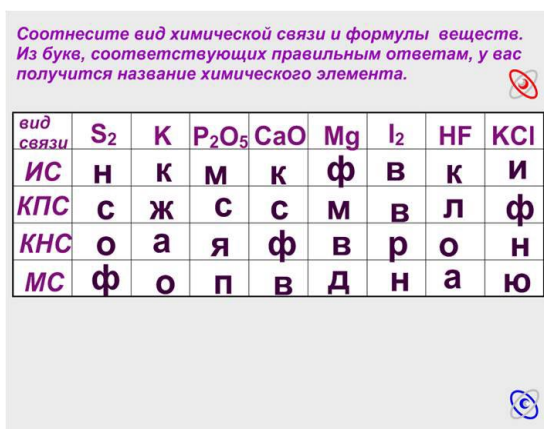 Соотнесите вид химической связи и формулы веществ.
Из букв, соответствующих правильным ответам, у вас
получится название химического элемента.
вид связи S₂ K P₂O₅ CaO Mg I₂ HF KCl
ИС н к м к ф в к и
КПС с ж с с м в л ф
КНС о а я ф в р о н
МС ф о п в д н а ю